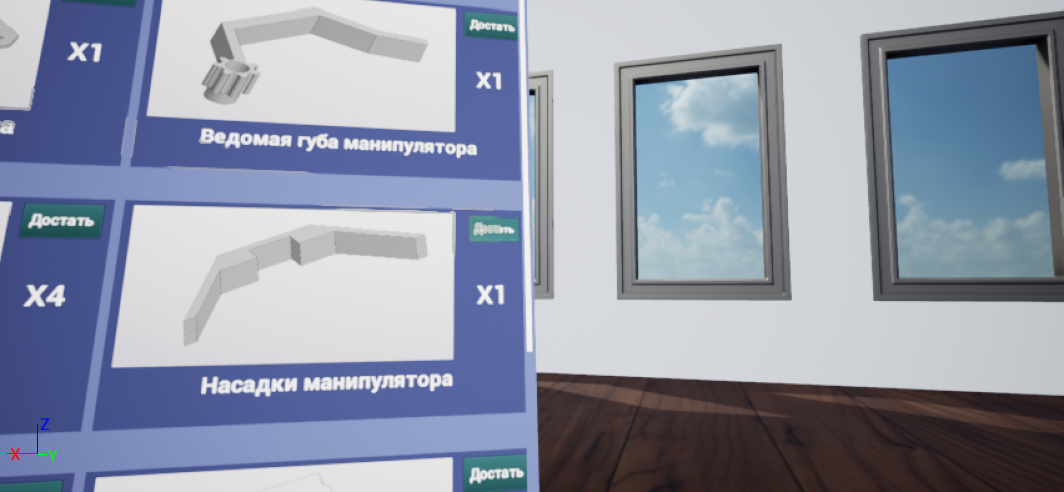 Достать
X1
X1
Ведомая губа манипулятора
Достать
Достать
X4
X1
Насадки манипулятора
Достать
Z
X
Y